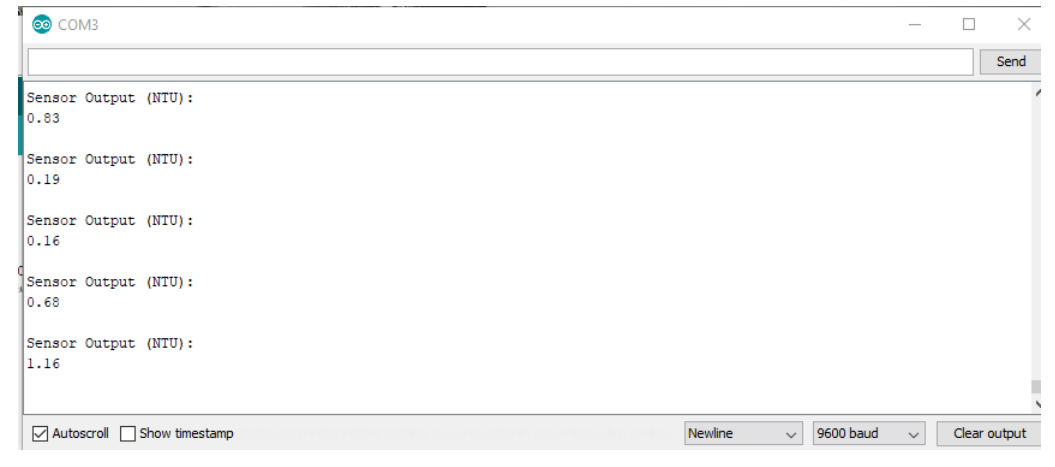 COM3
Send
Sensor Output (NTU):
0.83
Sensor Output (NTU):
0.19
Sensor Output (NTU):
0.16
Sensor Output (NTU):
0.68
Sensor Output (NTU):
1.16
Autoscroll Show timestamp Newline 9600 baud Clear output